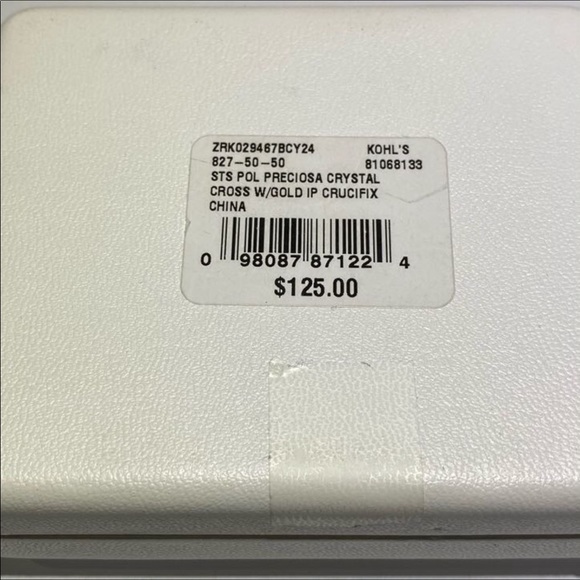 ZRK029467BCY24 KOHL'S
827-50-50 81068133
STS POL PRECIOSA CRYSTAL
CROSS W/GOLD IP CRUCIFIX
CHINA
0 98087 87122 4
$125.00